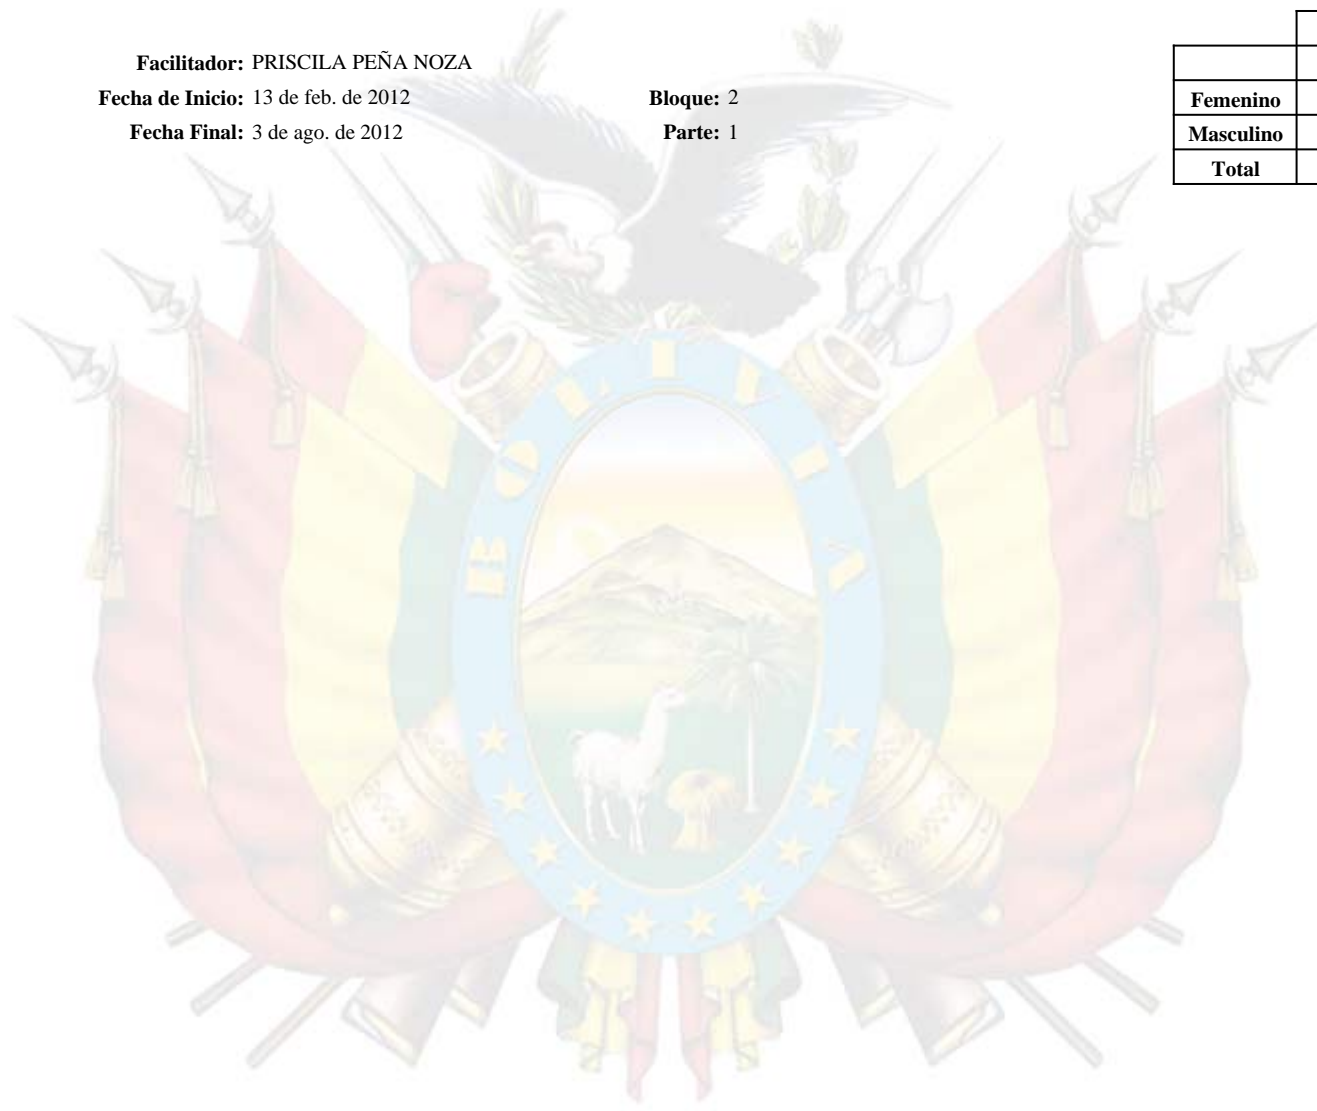 Facilitador: PRISCILA PEÑA NOZA
Fecha de Inicio: 13 de feb. de 2012 Bloque: 2
Fecha Final: 3 de ago. de 2012 Parte: 1
Femenino
Masculino
Total
BOLIVIA